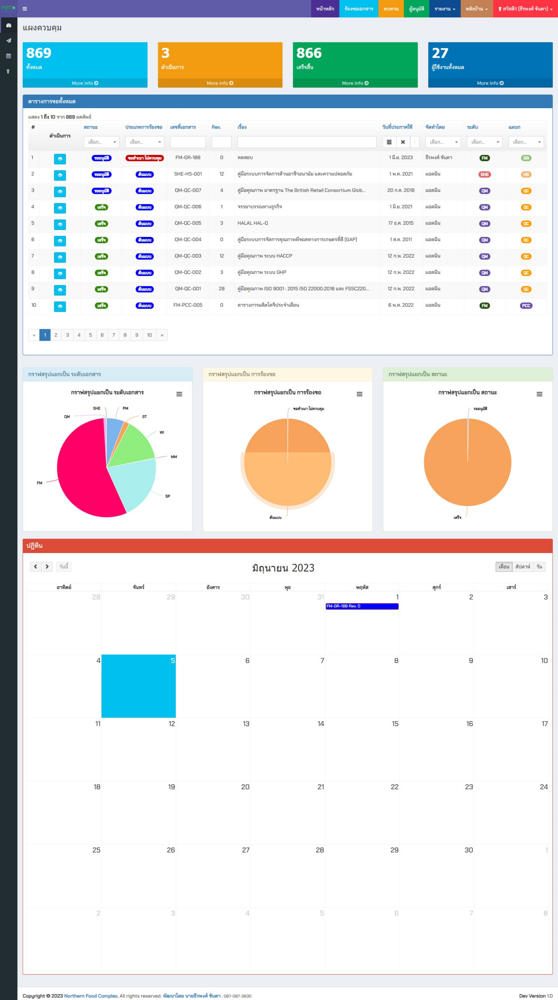 NFC หน้าหลัก ร้องขอเอกสาร ทบทวน ผู้อนุมัติ รายงาน หลังบ้าน สวัสดี!! (ธีรพงศ์ ขันตา)
แผงควบคุม
869 3 866 27
ทั้งหมด ดำเนินการ เสร็จสิ้น ผู้ใช้งานทั้งหมด
More info More info More info More info
ตารางการขอทั้งหมด
แสดง 1 ถึง 10 จาก 869 ผลลัพธ์
# ดำเนินการ สถานะ ประเภทการร้องขอ เลขที่เอกสาร Rev. เรื่อง วันที่ประกาศใช้ จัดทำโดย ระดับ แผนก
เลือก... เลือก... เลือก... เลือก... เลือก...
1 รออนุมัติ ขอสำเนา ไม่ควบคุม FM-GR-188 0 ทดสอบ 1 มิ.ย. 2023 ธีรพงศ์ ขันตา FM GR
2 รออนุมัติ ต้นแบบ SHE-HS-001 12 คู่มือระบบการจัดการด้านอาชีวอนามัย และความปลอดภัย 1 พ.ค. 2021 แอดมิน SHE HS
3 รออนุมัติ ต้นแบบ QM-QC-007 4 คู่มือคุณภาพ มาตรฐาน The British Retail Consortium Glob... 20 ก.ค. 2018 แอดมิน QM QC
4 เสร็จ ต้นแบบ QM-QC-006 1 จรรยาบรรณทางธุรกิจ 1 มิ.ย. 2021 แอดมิน QM QC
5 เสร็จ ต้นแบบ QM-QC-005 3 HALAL HAL-Q 17 ธ.ค. 2015 แอดมิน QM QC
6 เสร็จ ต้นแบบ QM-QC-004 0 คู่มือระบบการจัดการคุณภาพพืชผลทางการเกษตรที่ดี (GAP) 1 ส.ค. 2011 แอดมิน QM QC
7 เสร็จ ต้นแบบ QM-QC-003 12 คู่มือคุณภาพ ระบบ HACCP 12 ก.พ. 2022 แอดมิน QM QC
8 เสร็จ ต้นแบบ QM-QC-002 3 คู่มือคุณภาพ ระบบ GHP 12 ก.พ. 2022 แอดมิน QM QC
9 เสร็จ ต้นแบบ QM-QC-001 28 คู่มือคุณภาพ ISO 9001 : 2015 ISO 22000:2018 และ FSSC220... 12 ก.พ. 2022 แอดมิน QM QC
10 เสร็จ ต้นแบบ FM-PCC-005 0 ตารางการผลิตโคจิประจำเดือน 6 พ.ค. 2022 แอดมิน FM PCC
« 1 2 3 4 5 6 7 8 9 10 »
กราฟสรุปแยกเป็น ระดับเอกสาร กราฟสรุปแยกเป็น การร้องขอ กราฟสรุปแยกเป็น สถานะ
กราฟสรุปแยกเป็น ระดับเอกสาร กราฟสรุปแยกเป็น การร้องขอ กราฟสรุปแยกเป็น สถานะ
SHE PM ขอสำเนา ไม่ควบคุม รออนุมัติ
QM ST
WI
MM
FM
SP
ต้นแบบ เสร็จ
ปฏิทิน
วันนี้ มิถุนายน 2023 เดือน สัปดาห์ วัน
อาทิตย์ จันทร์ อังคาร พุธ พฤหัส ศุกร์ เสาร์
28 29 30 31 1 2 3
FM-GR-188 Rev. 0
4 5 6 7 8 9 10
11 12 13 14 15 16 17
18 19 20 21 22 23 24
25 26 27 28 29 30 1
2 3 4 5 6 7 8
Copyright © 2023 Northern Food Complex. All rights reserved. พัฒนาโดย นายธีรพงศ์ ขันตา : 087-087-3830 Dev Version 1.0